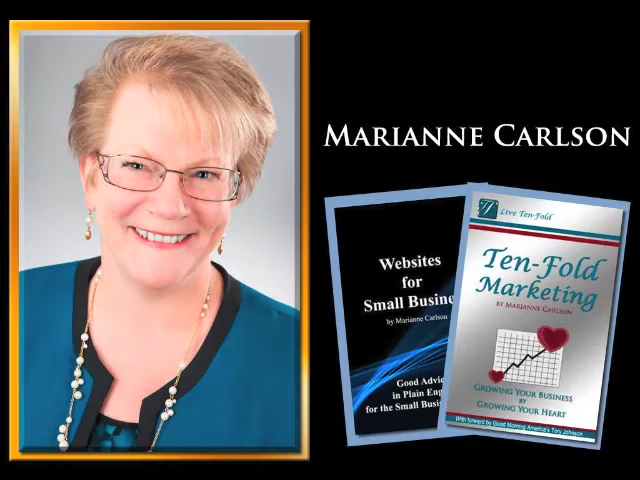 MARIANNE CARLSON
Websites
for
Small Busine
by Marianne Carlson
Good Advic
in Plain Eng
for the Small Busi
Live Ten-Fold
Ten-Fold
Marketing
BY MARIANNE CARLSON
GROWING YOUR BUSINESS
BY
GROWING YOUR HEART
With forword by Good Morning America's Tory Johnson